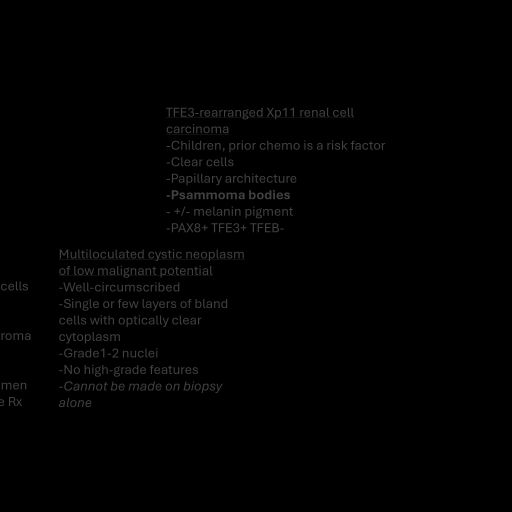 TFE3-rearranged Xp11 renal cell
carcinoma
-Children, prior chemo is a risk factor
-Clear cells
-Papillary architecture
-Psammoma bodies
- +/- melanin pigment
-PAX8+ TFE3+ TFEB-
Multiloculated cystic neoplasm
of low malignant potential
-Well-circumscribed
-Single or few layers of bland
cells with optically clear
cytoplasm
-Grade1-2 nuclei
-No high-grade features
-Cannot be made on biopsy
alone
cells
roma
men
e Rx